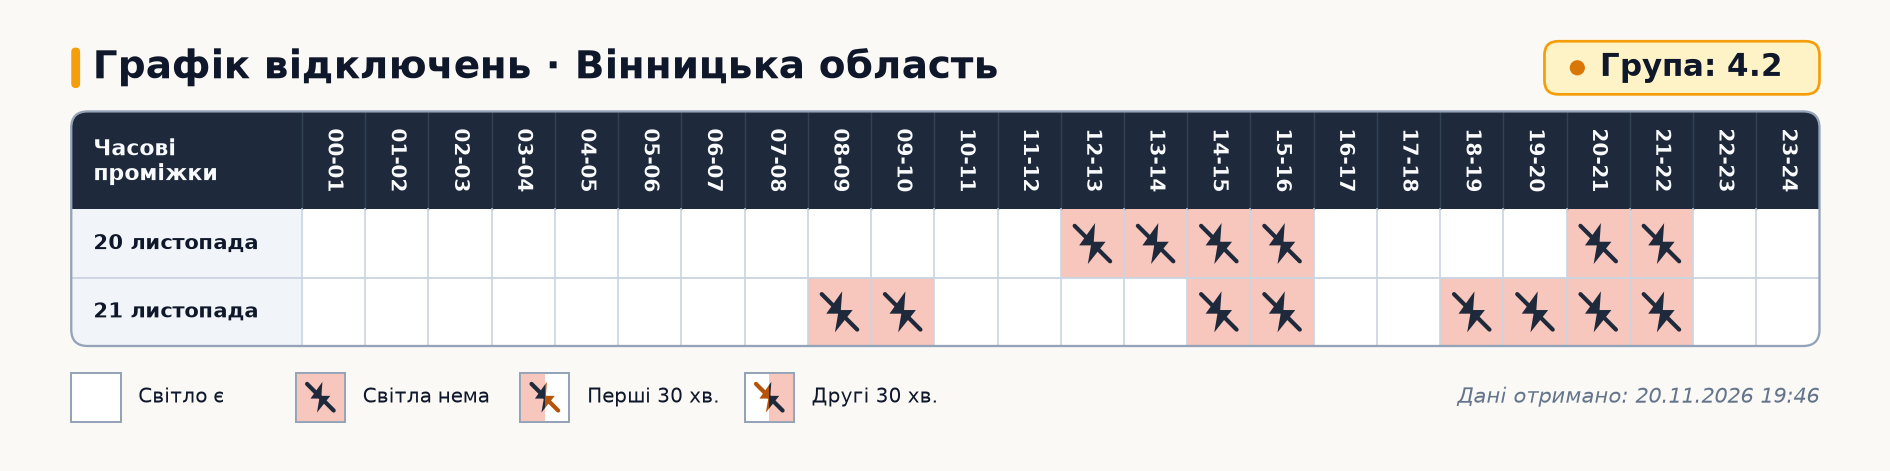 Графік відключень · Вінницька область
Група: 4.2
Часові
проміжки
00-01 01-02 02-03 03-04 04-05 05-06 06-07 07-08 08-09 09-10 10-11 11-12 12-13 13-14 14-15 15-16 16-17 17-18 18-19 19-20 20-21 21-22 22-23 23-24
20 листопада
21 листопада
Світло є
Світла нема
Перші 30 хв.
Другі 30 хв.
Дані отримано: 20.11.2026 19:46